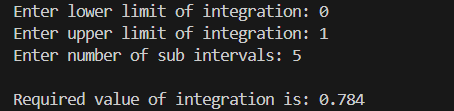 Enter lower limit of integration: 0
Enter upper limit of integration: 1
Enter number of sub intervals: 5
Required value of integration is: 0.784